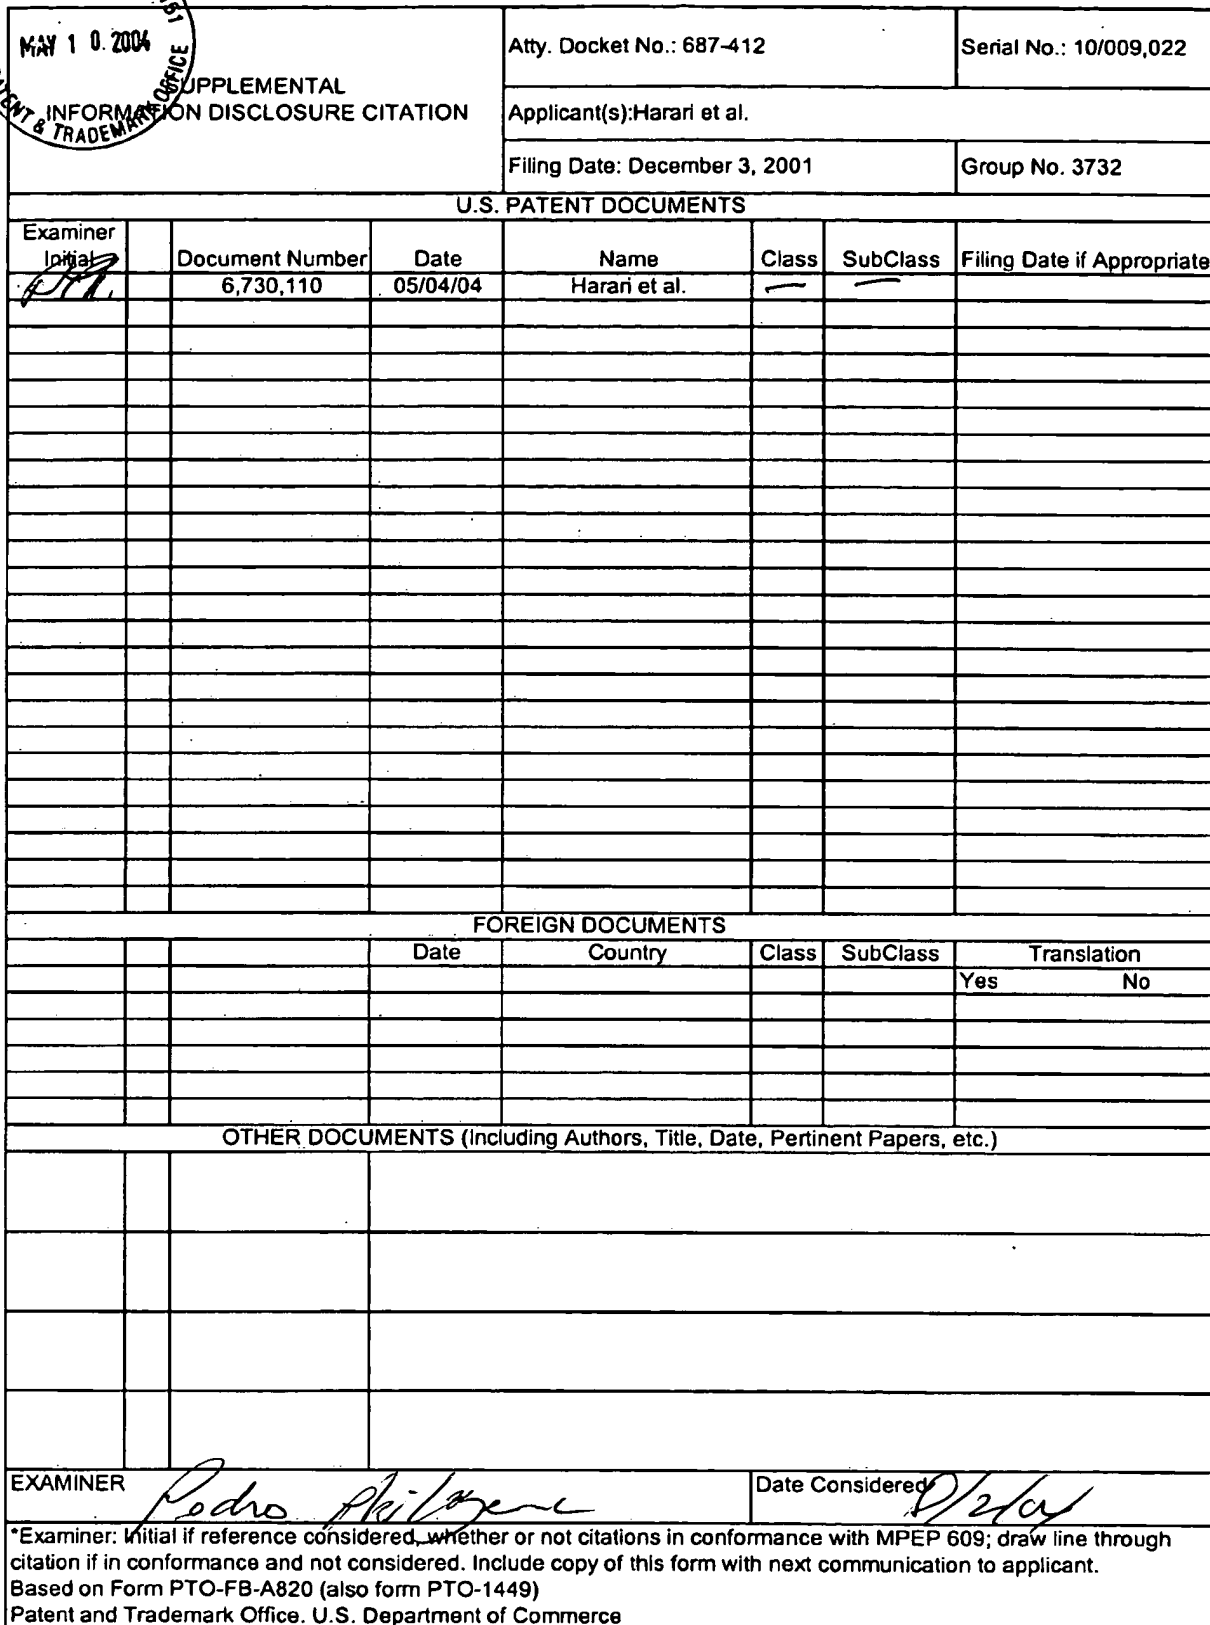 MAY 1 0 2004
PATENT & TRADEMARK OFFICE
SUPPLEMENTAL
INFORMATION DISCLOSURE CITATION
Atty. Docket No.: 687-412
Serial No.: 10/009,022
Applicant(s):Harari et al.
Filing Date: December 3, 2001
Group No. 3732
U.S. PATENT DOCUMENTS
Examiner
Initial Document Number Date Name Class SubClass Filing Date if Appropriate
6,730,110 05/04/04 Harari et al. — —
FOREIGN DOCUMENTS
Date Country Class SubClass Translation
Yes No
OTHER DOCUMENTS (Including Authors, Title, Date, Pertinent Papers, etc.)
EXAMINER Pedro Date Considered
*Examiner: Initial if reference considered, whether or not citations in conformance with MPEP 609; draw line through
citation if in conformance and not considered. Include copy of this form with next communication to applicant.
Based on Form PTO-FB-A820 (also form PTO-1449)
Patent and Trademark Office. U.S. Department of Commerce